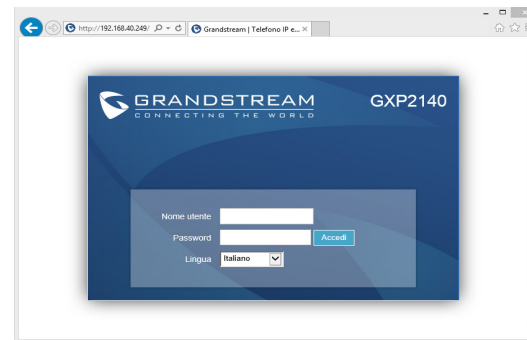 http://192.168.40.249/
Grandstream | Telefono IP e...
GRANDSTREAM
CONNECTING THE WORLD
GXP2140
Nome utente
Password
Accedi
Lingua
Italiano